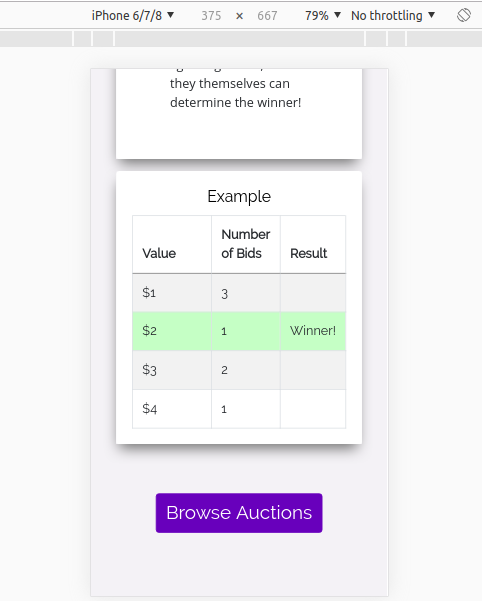 iPhone 6/7/8 ▼ 375 × 667 79% ▼ No throttling ▼
they themselves can
determine the winner!
Example
Value Number of Bids Result
$1 3
$2 1 Winner!
$3 2
$4 1
Browse Auctions